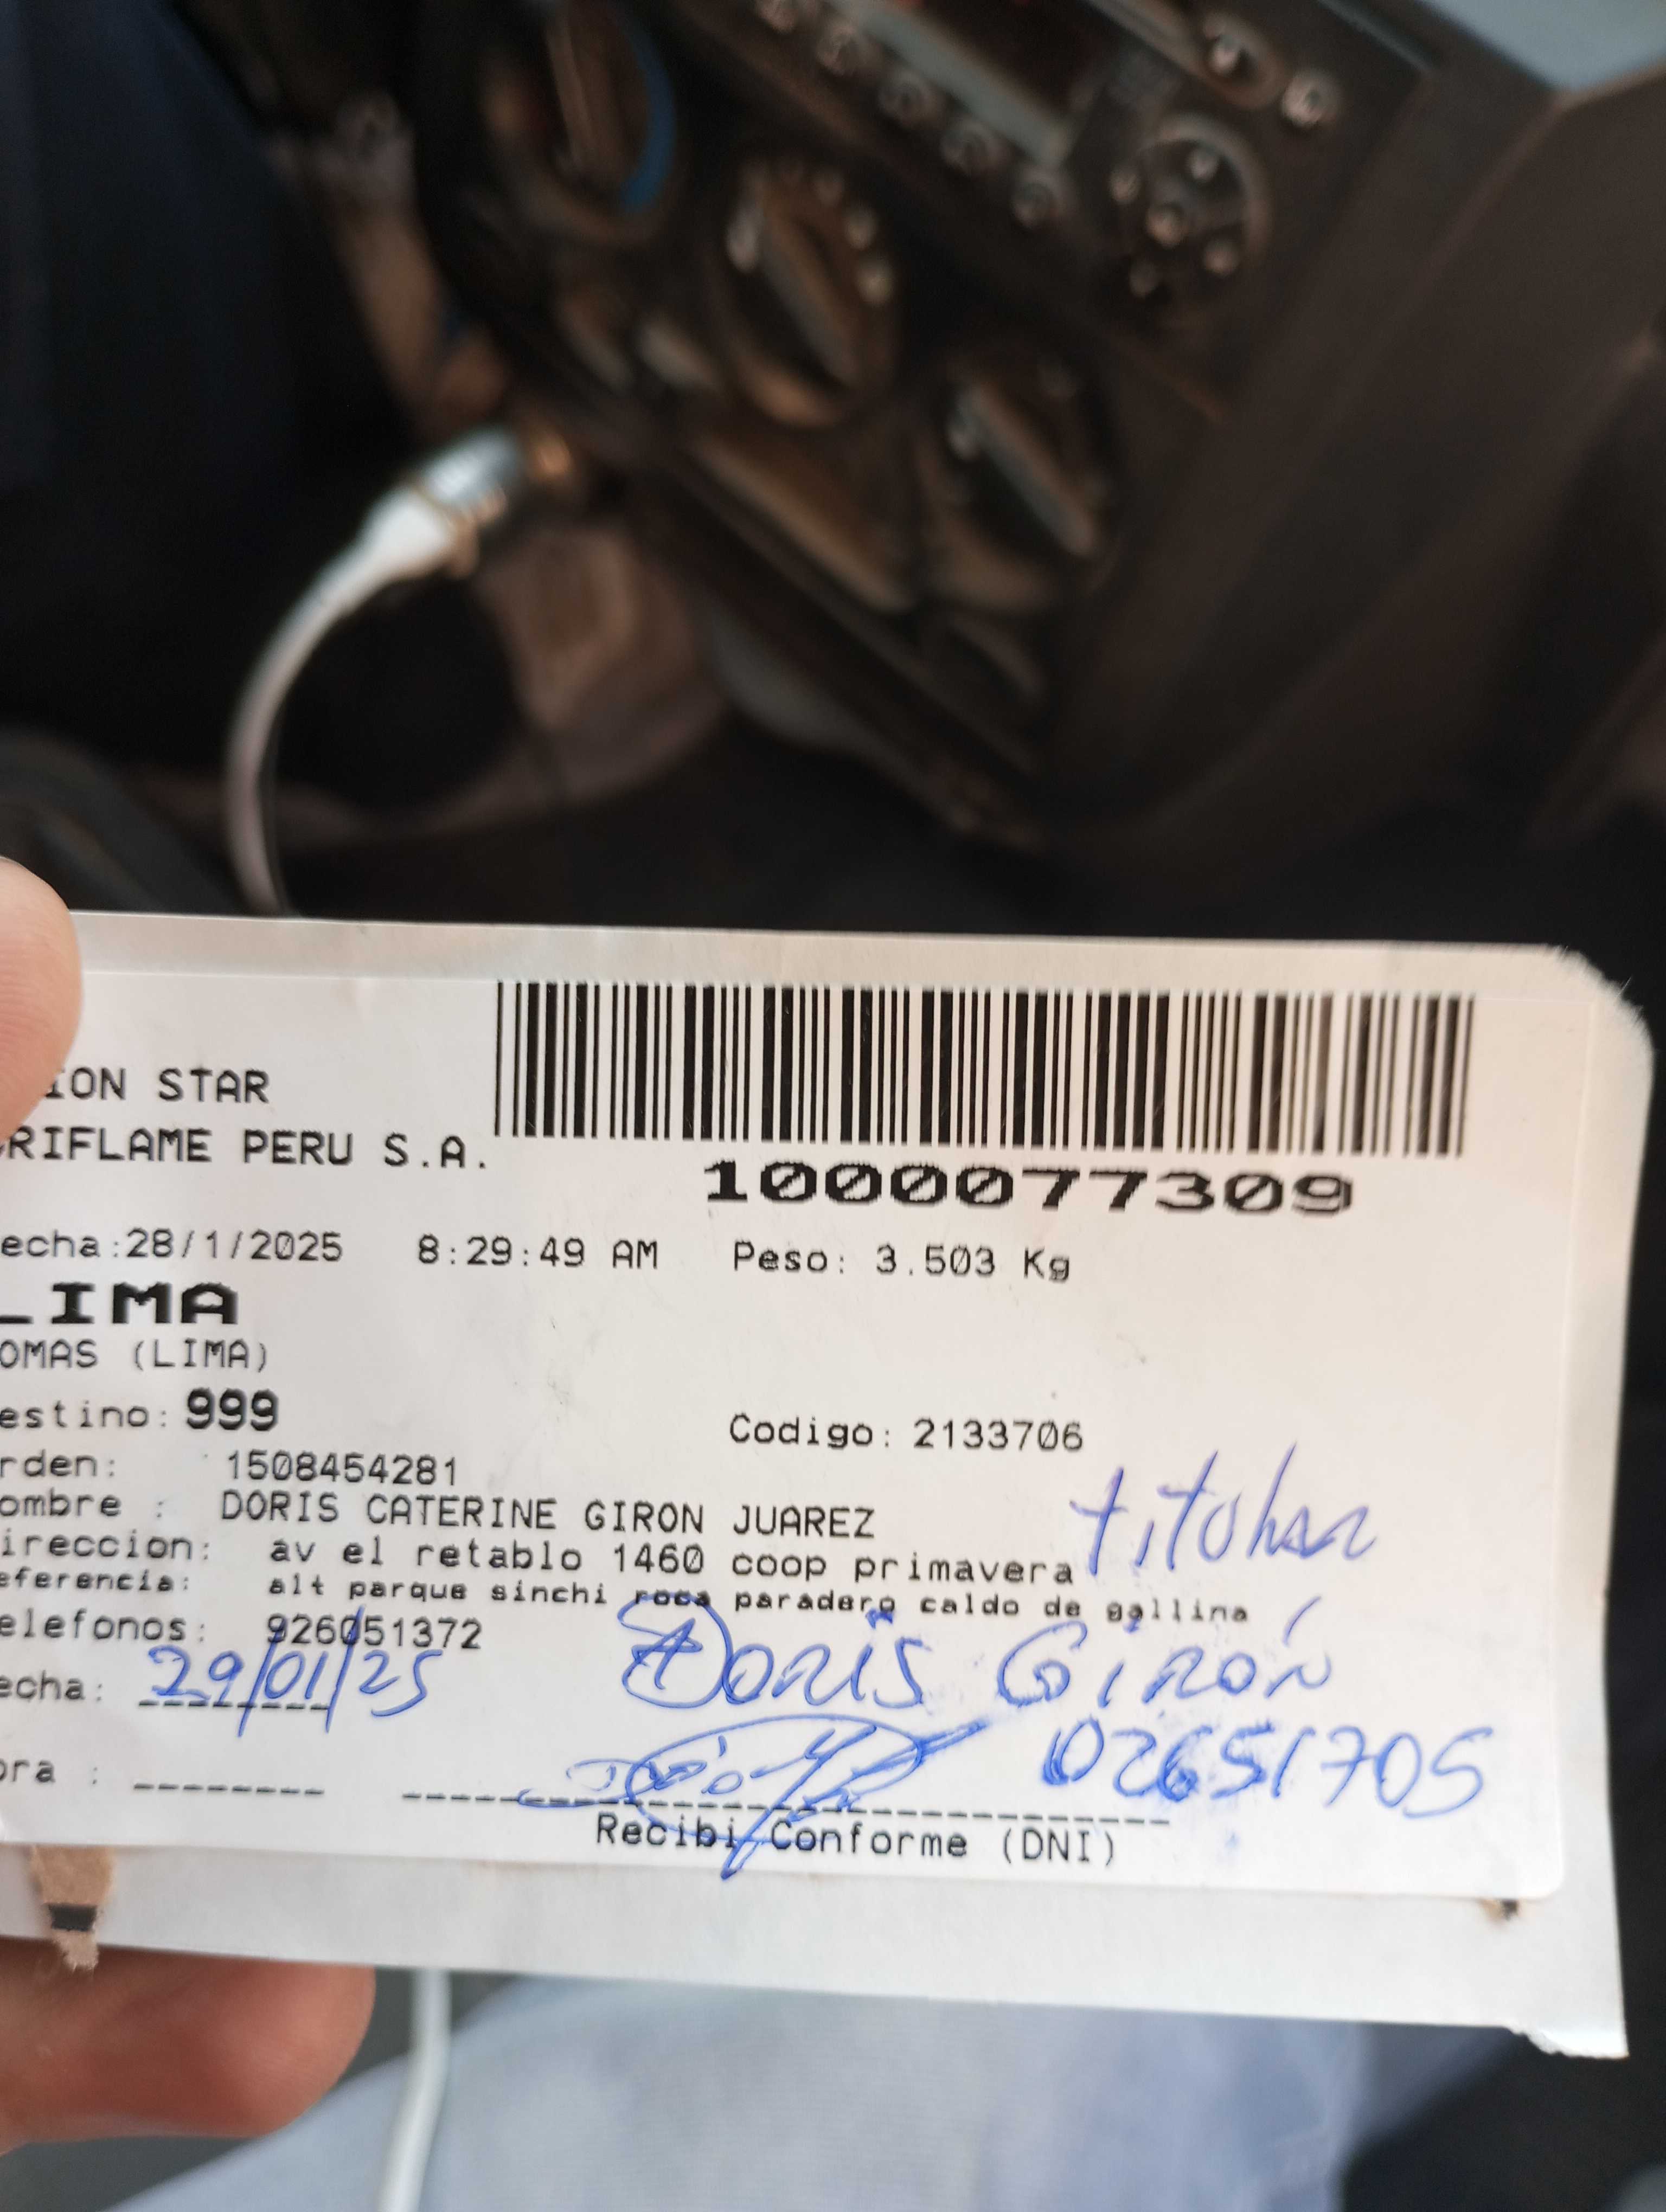 ION STAR
RIFLAME PERU S.A.
1000077309
echa:28/1/2025 8:29:49 AM Peso: 3.503 Kg
LIMA
OMAS (LIMA)
estino: 999
Codigo: 2133706
rden: 1508454281
ombre : DORIS CATERINE GIRON JUAREZ
titular
ireccion: av el retablo 1460 coop primavera
eferencia: alt parque sinchi roca paradero caldo de gallina
elefonos: 926051372
echa: 29/01/25 Doris Girón
02651705
ora :
Recibi Conforme (DNI)